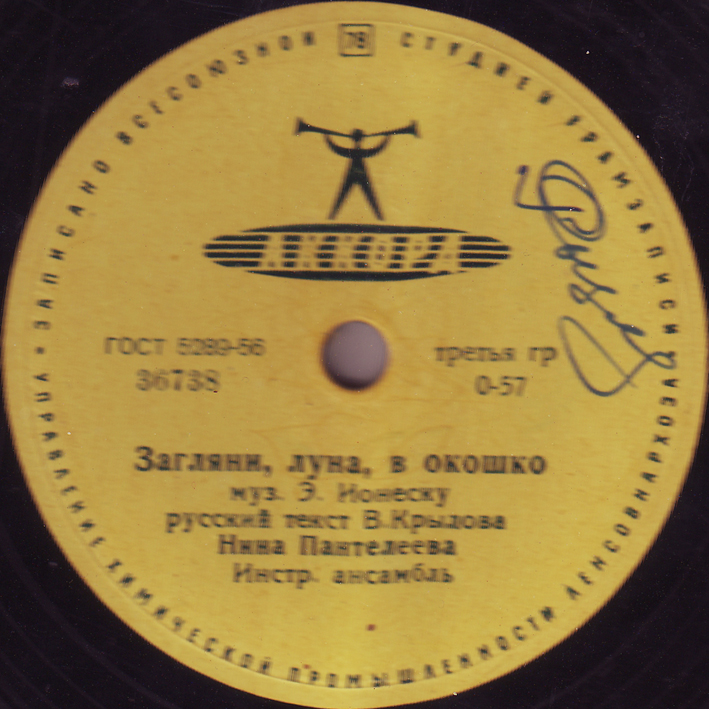 ЗАПИСАНО ВСЕСОЮЗНОЙ 78 СТУДИЕЙ ГРАМЗАПИСИ
АККОРД
ГОСТ 5289-56
36738
третья гр
0-57
Загляни, луна, в окошко
муз. Э. Ионеску
русский текст В.Крылова
Нина Пантелеева
Инстр. ансамбль
УПРАВЛЕНИЕ ХИМИЧЕСКОЙ ПРОМЫШЛЕННОСТИ ЛЕНСОВНАРХОЗА